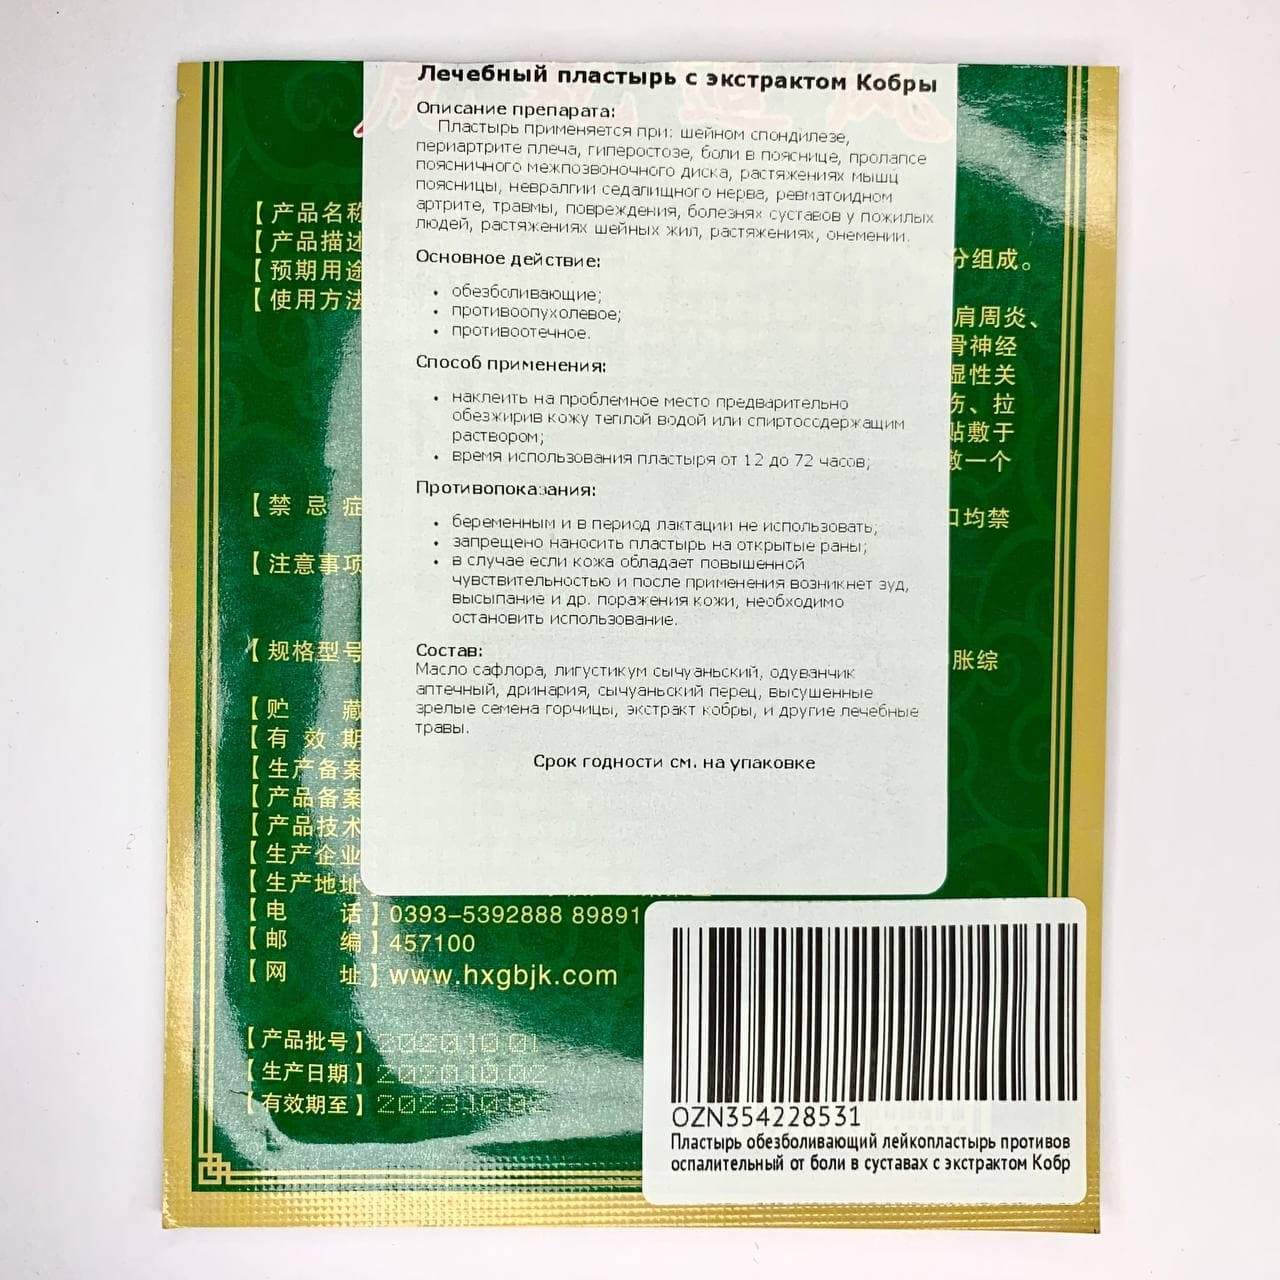 Лечебный пластырь с экстрактом Кобры
Описание препарата:
Пластырь применяется при: шейном спондилезе,
периартрите плеча, гиперостозе, боли в пояснице, пролапсе
поясничного межпозвоночного диска, растяжениях мышц
поясницы, невралгии седалищного нерва, ревматоидном
артрите, травмы, повреждения, болезнях суставов у пожилых
людей, растяжениях шейных жил, растяжениях, онемении.
Основное действие:
• обезболивающие;
• противоопухолевое;
• противоотечное.
Способ применения:
• наклеить на проблемное место предварительно
обезжирив кожу теплой водой или спиртосодержащим
раствором;
• время использования пластыря от 12 до 72 часов;
Противопоказания:
• беременным и в период лактации не использовать;
• запрещено наносить пластырь на открытые раны;
• в случае если кожа обладает повышенной
чувствительностью и после применения возникнет зуд,
высыпание и др. поражения кожи, необходимо
остановить использование.
Состав:
Масло сафлора, лигустикум сычуаньский, одуванчик
аптечный, дринария, сычуаньский перец, высушенные
зрелые семена горчицы, экстракт кобры, и другие лечебные
травы.
Срок годности см. на упаковке
【产品名称
【产品描述
分组成。
【预期用途
【使用方法
肩周炎、
骨神经
湿性关
伤、拉
贴敷于
敷一个
【禁忌症
口均禁
【注意事项
【规格型号
胀综
【贮 藏
【有效期
【生产备案
【产品备案
【产品技术
【生产企业
【生产地址
【电 话】0393-5392888 89891
【邮 编】457100
【网 址】www.hxgbjk.com
【产品批号】20201001
【生产日期】20201002
【有效期至】20231002
OZN354228531
Пластырь обезболивающий лейкопластырь противов
оспалительный от боли в суставах с экстрактом Кобр